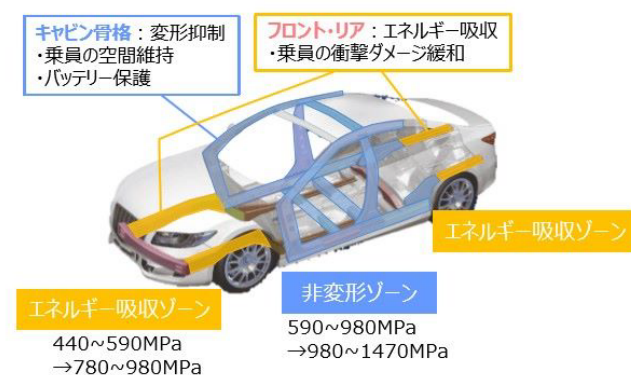 キャビン骨格：変形抑制
・乗員の空間維持
・バッテリー保護
フロント・リア：エネルギー吸収
・乗員の衝撃ダメージ緩和
エネルギー吸収ゾーン
非変形ゾーン
エネルギー吸収ゾーン
590~980MPa
→980~1470MPa
440~590MPa
→780~980MPa